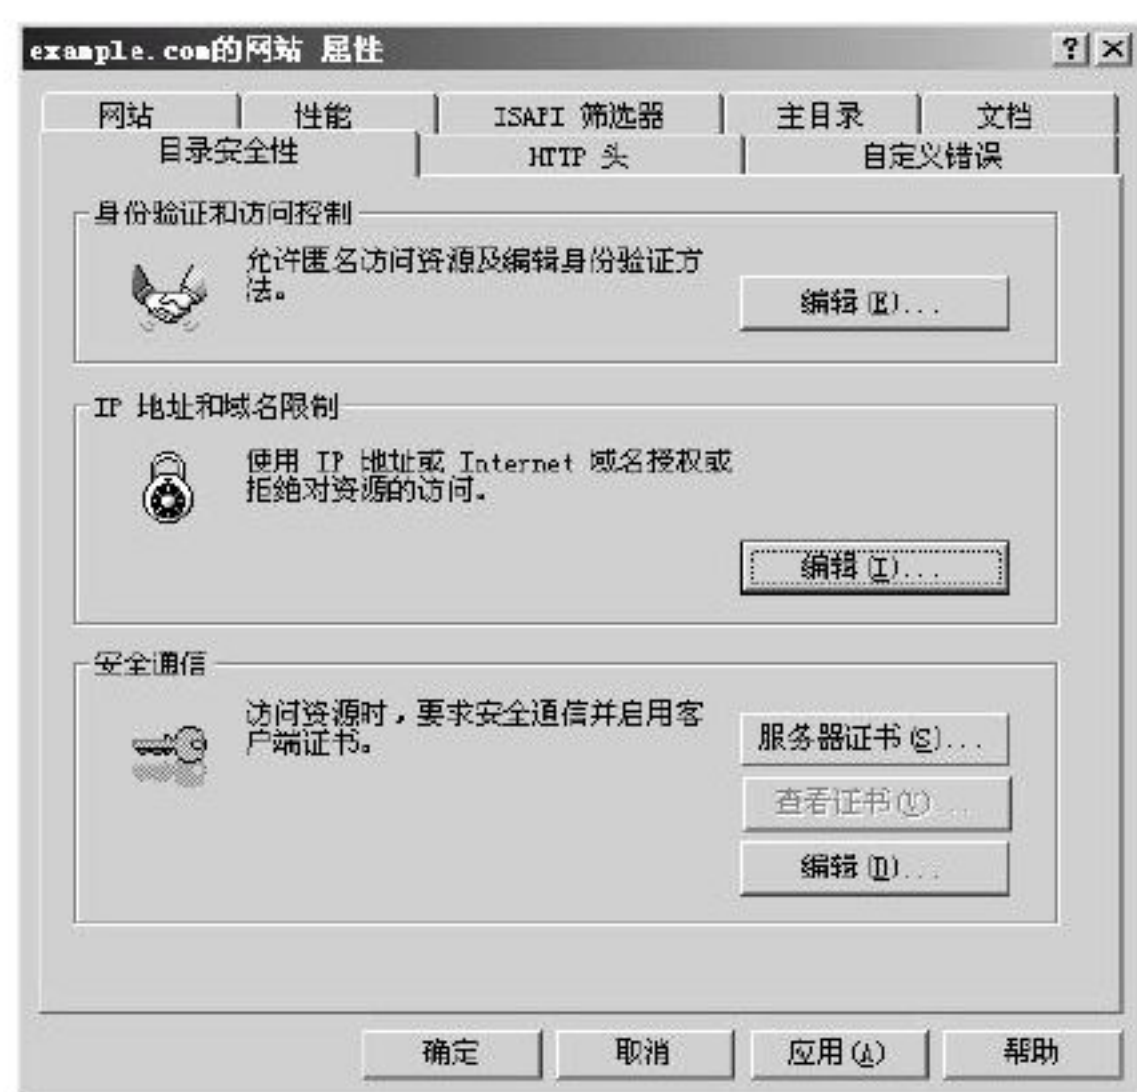 example.com的网站 属性
网站 性能 ISAPI 筛选器 主目录 文档
目录安全性 HTTP 头 自定义错误
身份验证和访问控制
允许匿名访问资源及编辑身份验证方
法。
编辑(E)...
IP 地址和域名限制
使用 IP 地址或 Internet 域名授权或
拒绝对资源的访问。
编辑(I)...
安全通信
访问资源时，要求安全通信并启用客
户端证书。
服务器证书(S)...
查看证书(V)...
编辑(D)...
确定 取消 应用(A) 帮助